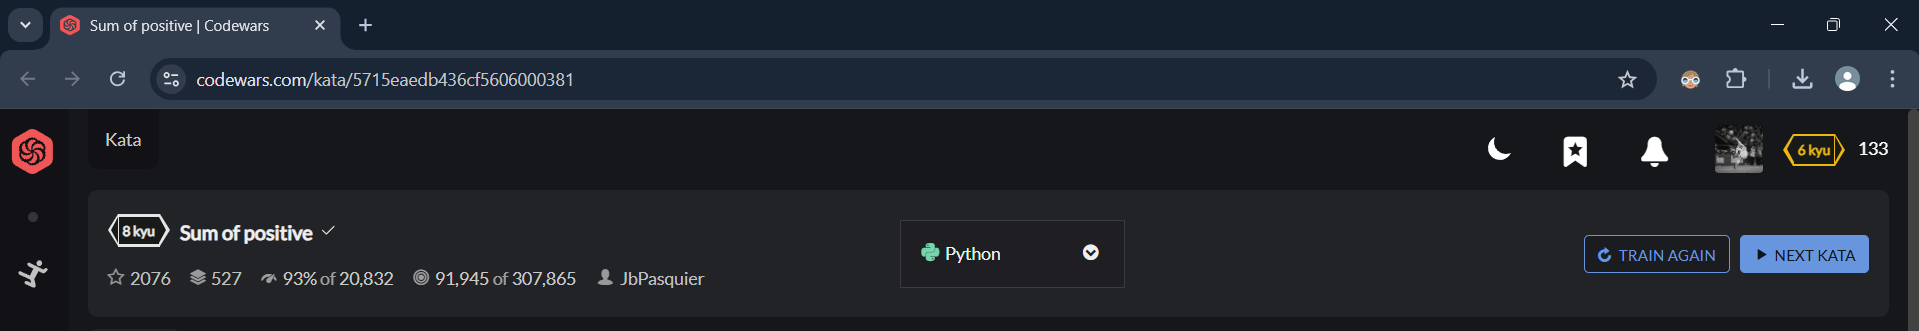 Sum of positive | Codewars
codewars.com/kata/5715eaedb436cf5606000381
Kata
6 kyu 133
8 kyu Sum of positive
Python
TRAIN AGAIN NEXT KATA
2076 527 93% of 20,832 91,945 of 307,865 JbPasquier